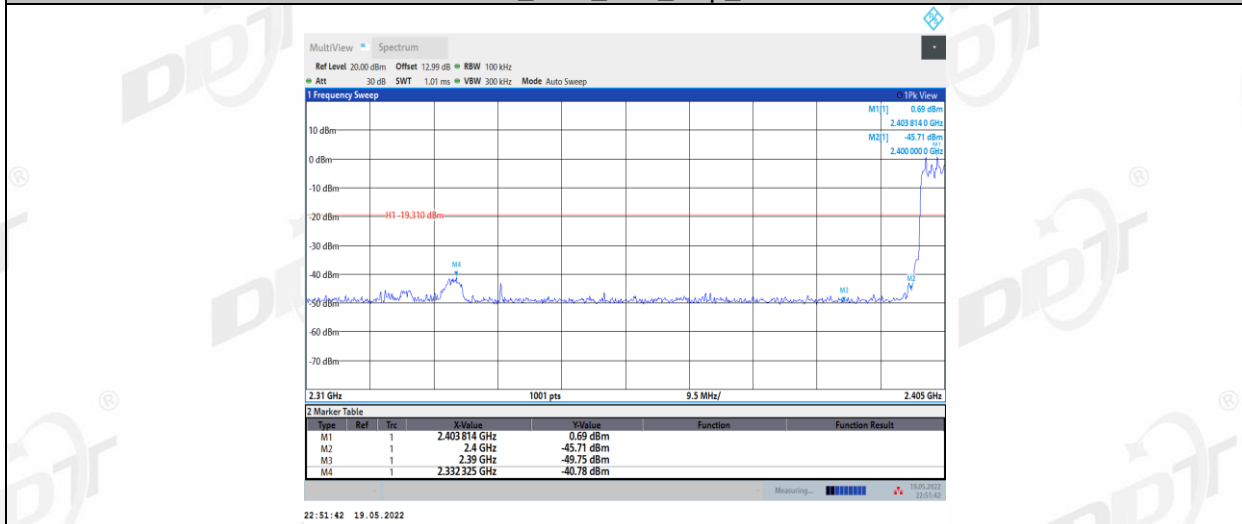 MultiView Spectrum
Ref Level 20.00 dBm Offset 12.99 dB RBW 100 kHz
Att 30 dB SWT 1.01 ms VBW 300 kHz Mode Auto Sweep
1 Frequency Sweep 1Pk View
M1[1] 0.69 dBm
2.403 814 0 GHz
M2[1] -45.71 dBm
2.400 000 0 GHz
M1
10 dBm
0 dBm
-10 dBm
H1 -19.310 dBm
-20 dBm
-30 dBm
M4
-40 dBm
M2
M3
-50 dBm
-60 dBm
-70 dBm
2.31 GHz 1001 pts 9.5 MHz/ 2.405 GHz
2 Marker Table
Type Ref Trc X-Value Y-Value Function Function Result
M1 1 2.403 814 GHz 0.69 dBm
M2 1 2.4 GHz -45.71 dBm
M3 1 2.39 GHz -49.75 dBm
M4 1 2.332 325 GHz -40.78 dBm
Measuring... 19.05.2022
22:51:42
22:51:42 19.05.2022
DDT
®